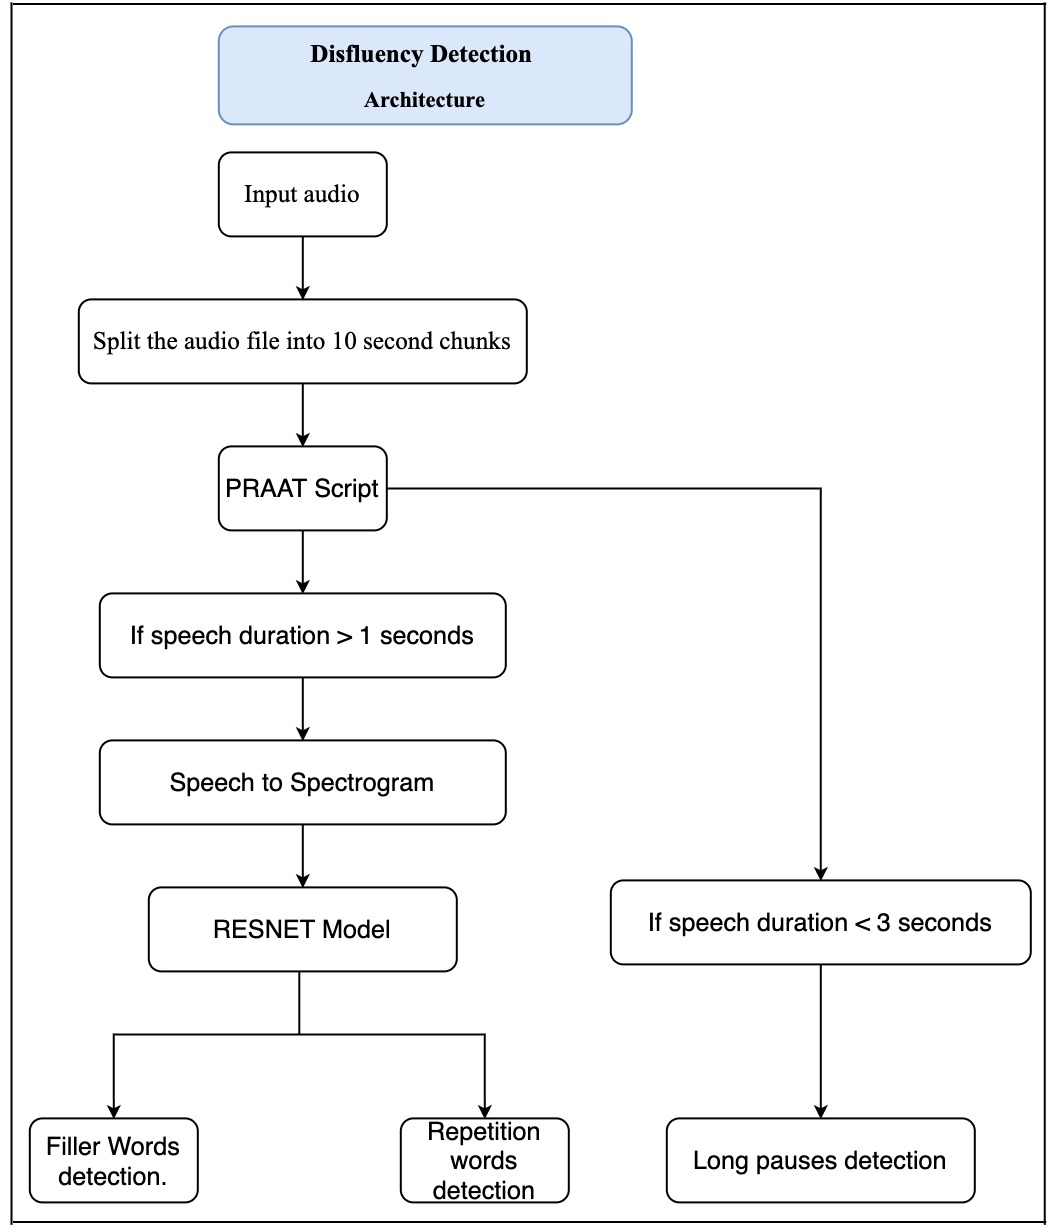 Disfluency Detection
Architecture
Input audio
Split the audio file into 10 second chunks
PRAAT Script
If speech duration > 1 seconds
Speech to Spectrogram
RESNET Model
If speech duration < 3 seconds
Filler Words
detection.
Repetition
words
detection
Long pauses detection